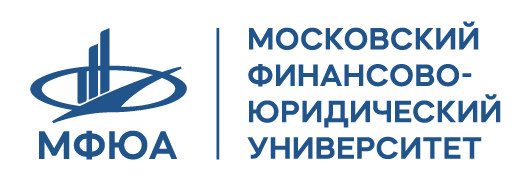 МФЮА
МОСКОВСКИЙ
ФИНАНСОВО-
ЮРИДИЧЕСКИЙ
УНИВЕРСИТЕТ